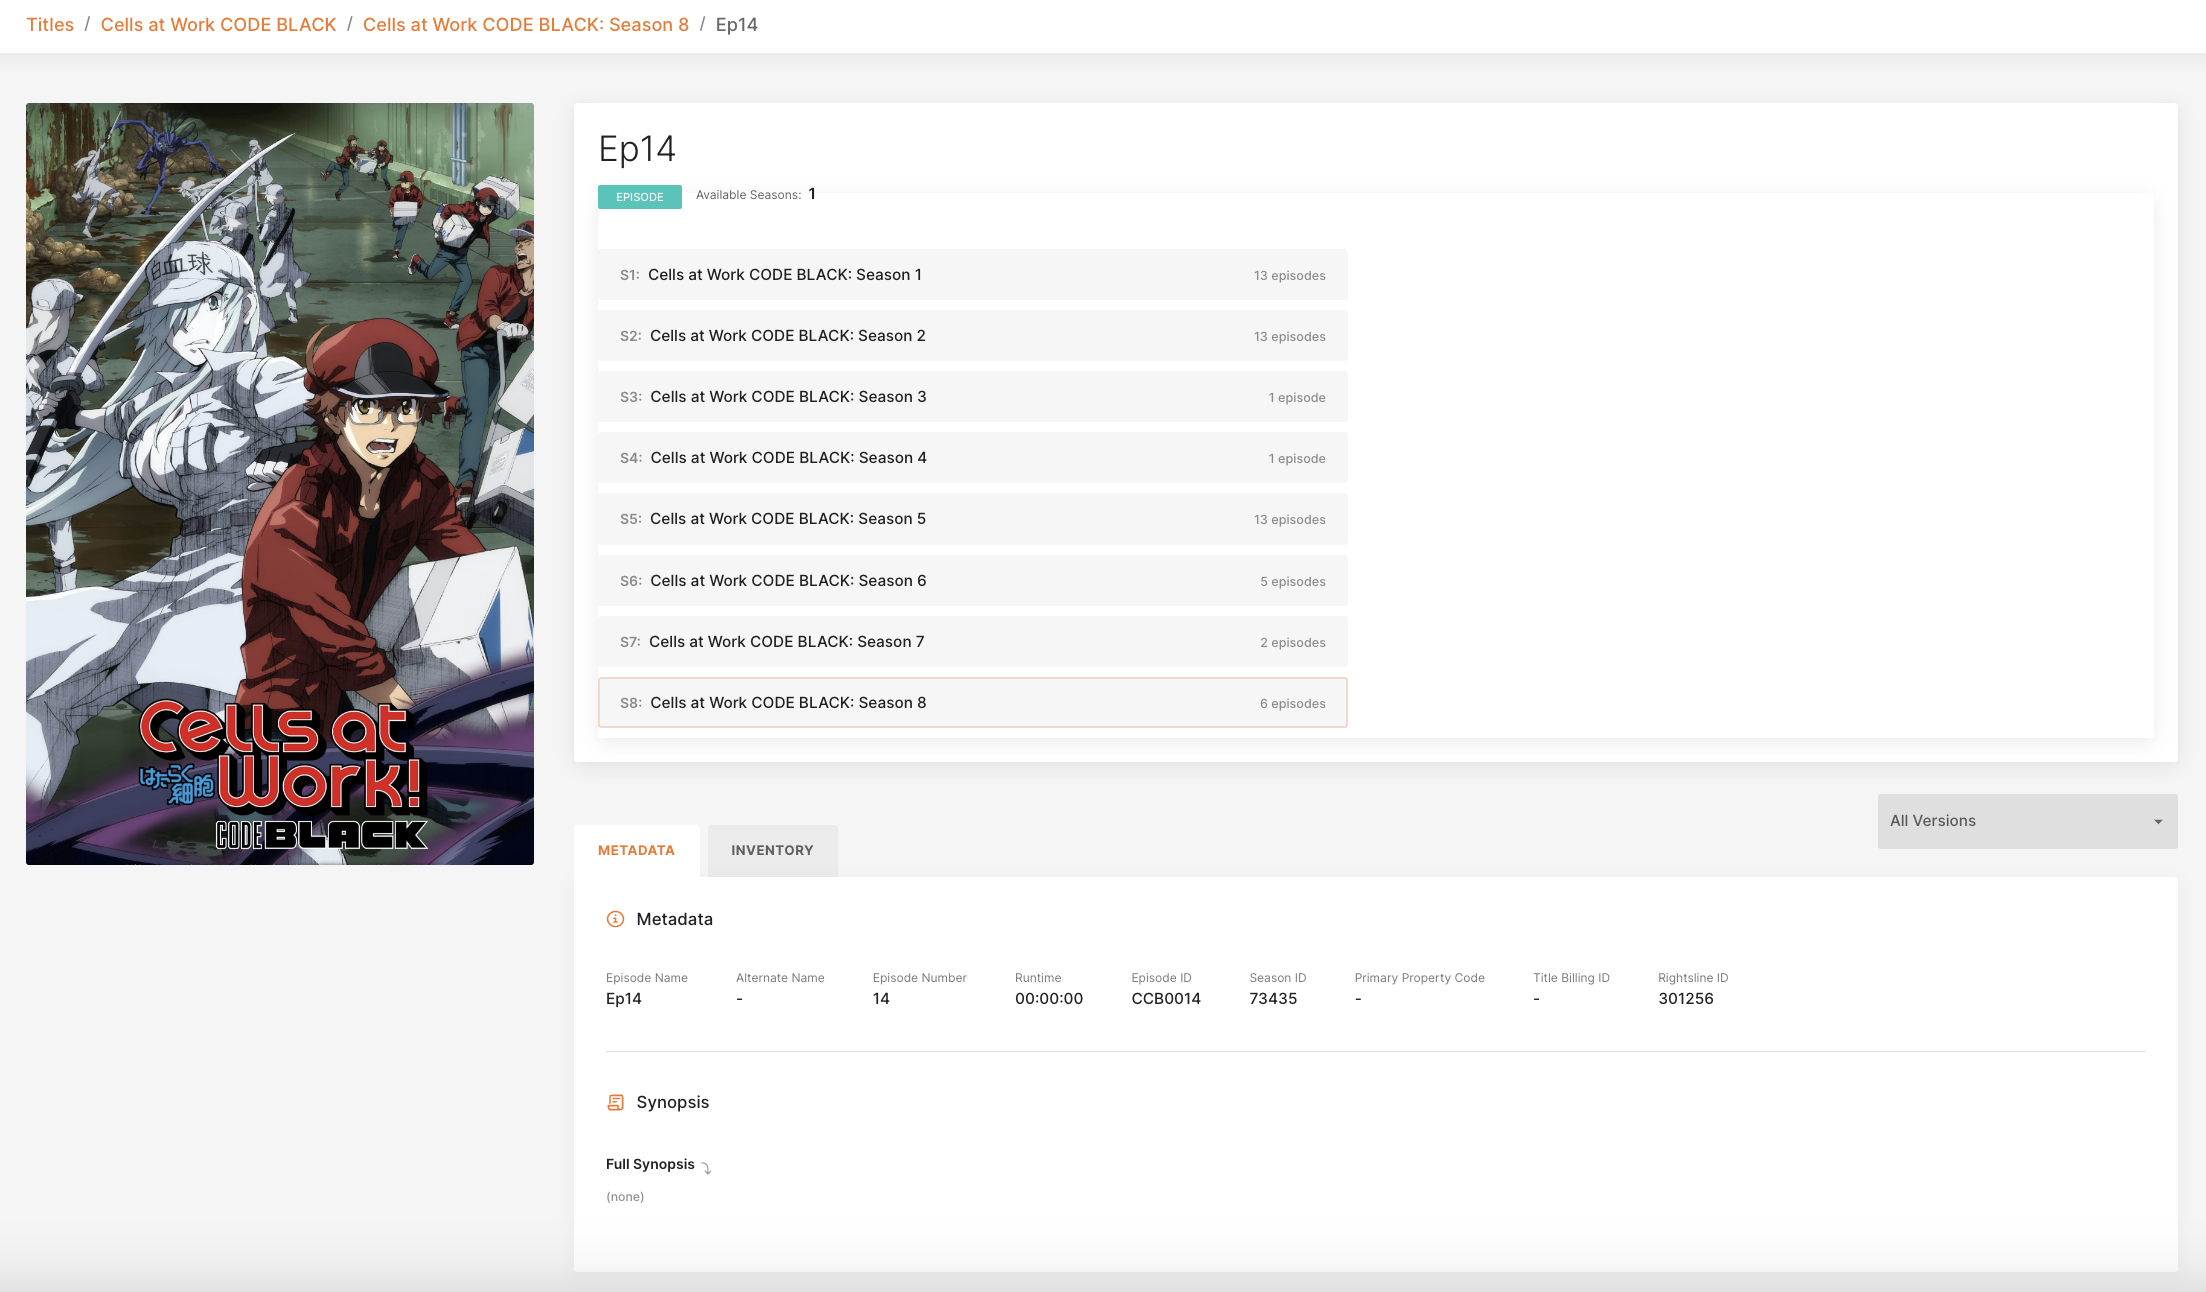 Titles / Cells at Work CODE BLACK / Cells at Work CODE BLACK: Season 8 / Ep14
白血球
Cells at
はたらく
細胞
Work!
CODE BLACK
Ep14
EPISODE Available Seasons: 1
S1: Cells at Work CODE BLACK: Season 1 13 episodes
S2: Cells at Work CODE BLACK: Season 2 13 episodes
S3: Cells at Work CODE BLACK: Season 3 1 episode
S4: Cells at Work CODE BLACK: Season 4 1 episode
S5: Cells at Work CODE BLACK: Season 5 13 episodes
S6: Cells at Work CODE BLACK: Season 6 5 episodes
S7: Cells at Work CODE BLACK: Season 7 2 episodes
S8: Cells at Work CODE BLACK: Season 8 6 episodes
All Versions
METADATA INVENTORY
Metadata
Episode Name Alternate Name Episode Number Runtime Episode ID Season ID Primary Property Code Title Billing ID Rightsline ID
Ep14 - 14 00:00:00 CCB0014 73435 - - 301256
Synopsis
Full Synopsis
(none)